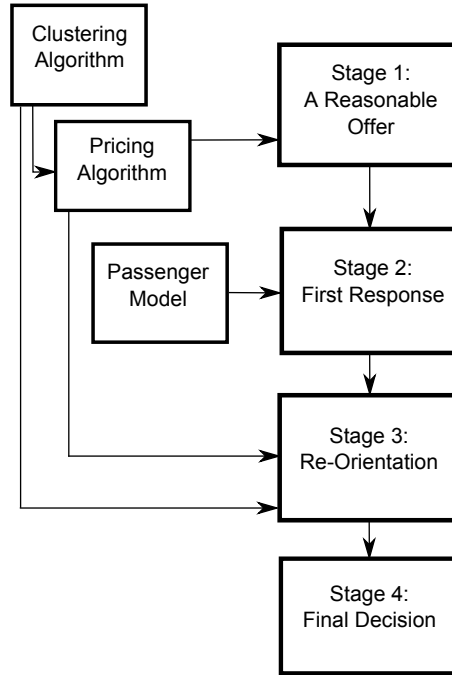 Clustering
Algorithm
Stage 1:
A Reasonable
Offer
Pricing
Algorithm
Passenger
Model
Stage 2:
First Response
Stage 3:
Re-Orientation
Stage 4:
Final Decision